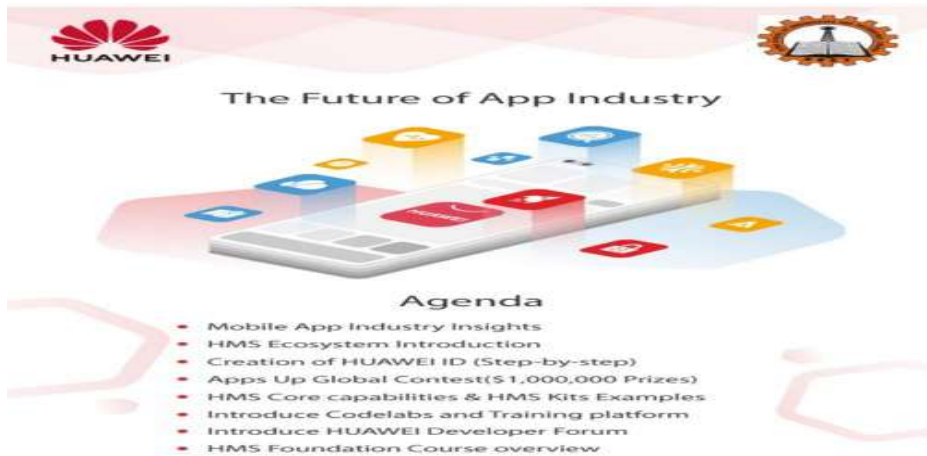 HUAWEI
The Future of App Industry
HUAWEI
Agenda
• Mobile App Industry Insights
• HMS Ecosystem Introduction
• Creation of HUAWEI ID (Step-by-step)
• Apps Up Global Contest($1,000,000 Prizes)
• HMS Core capabilities & HMS Kits Examples
• Introduce Codelabs and Training platform
• Introduce HUAWEI Developer Forum
• HMS Foundation Course overview